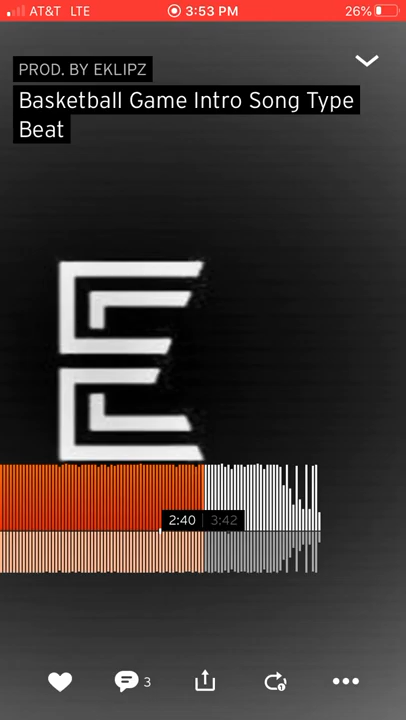 AT&T LTE 3:53 PM 26%
PROD. BY EKLIPZ
Basketball Game Intro Song Type
Beat
E
2:40 | 3:42
3
1